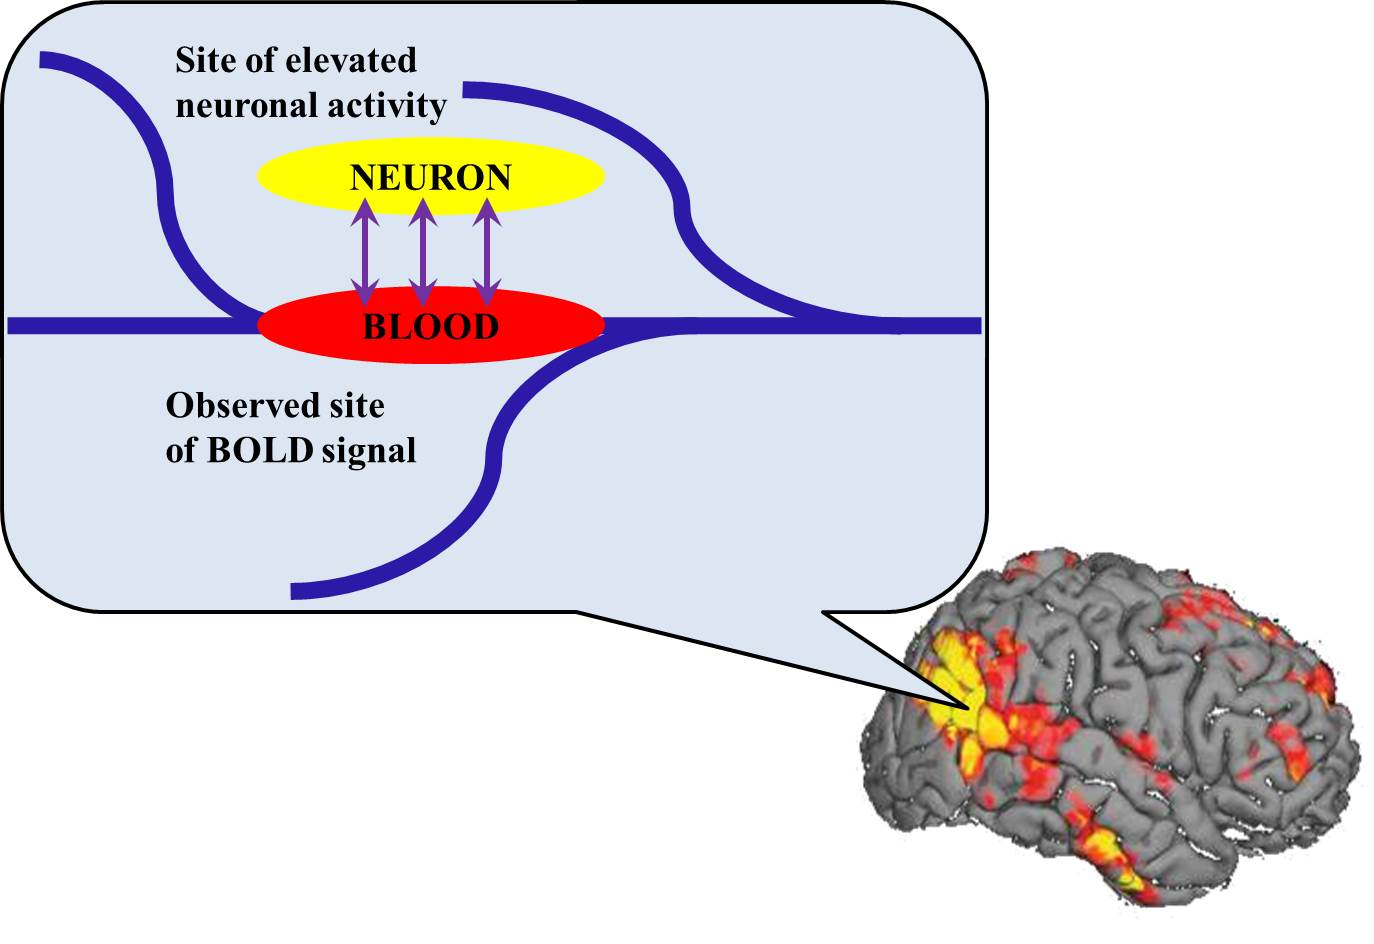 Site of elevated
neuronal activity
NEURON
BLOOD
Observed site
of BOLD signal